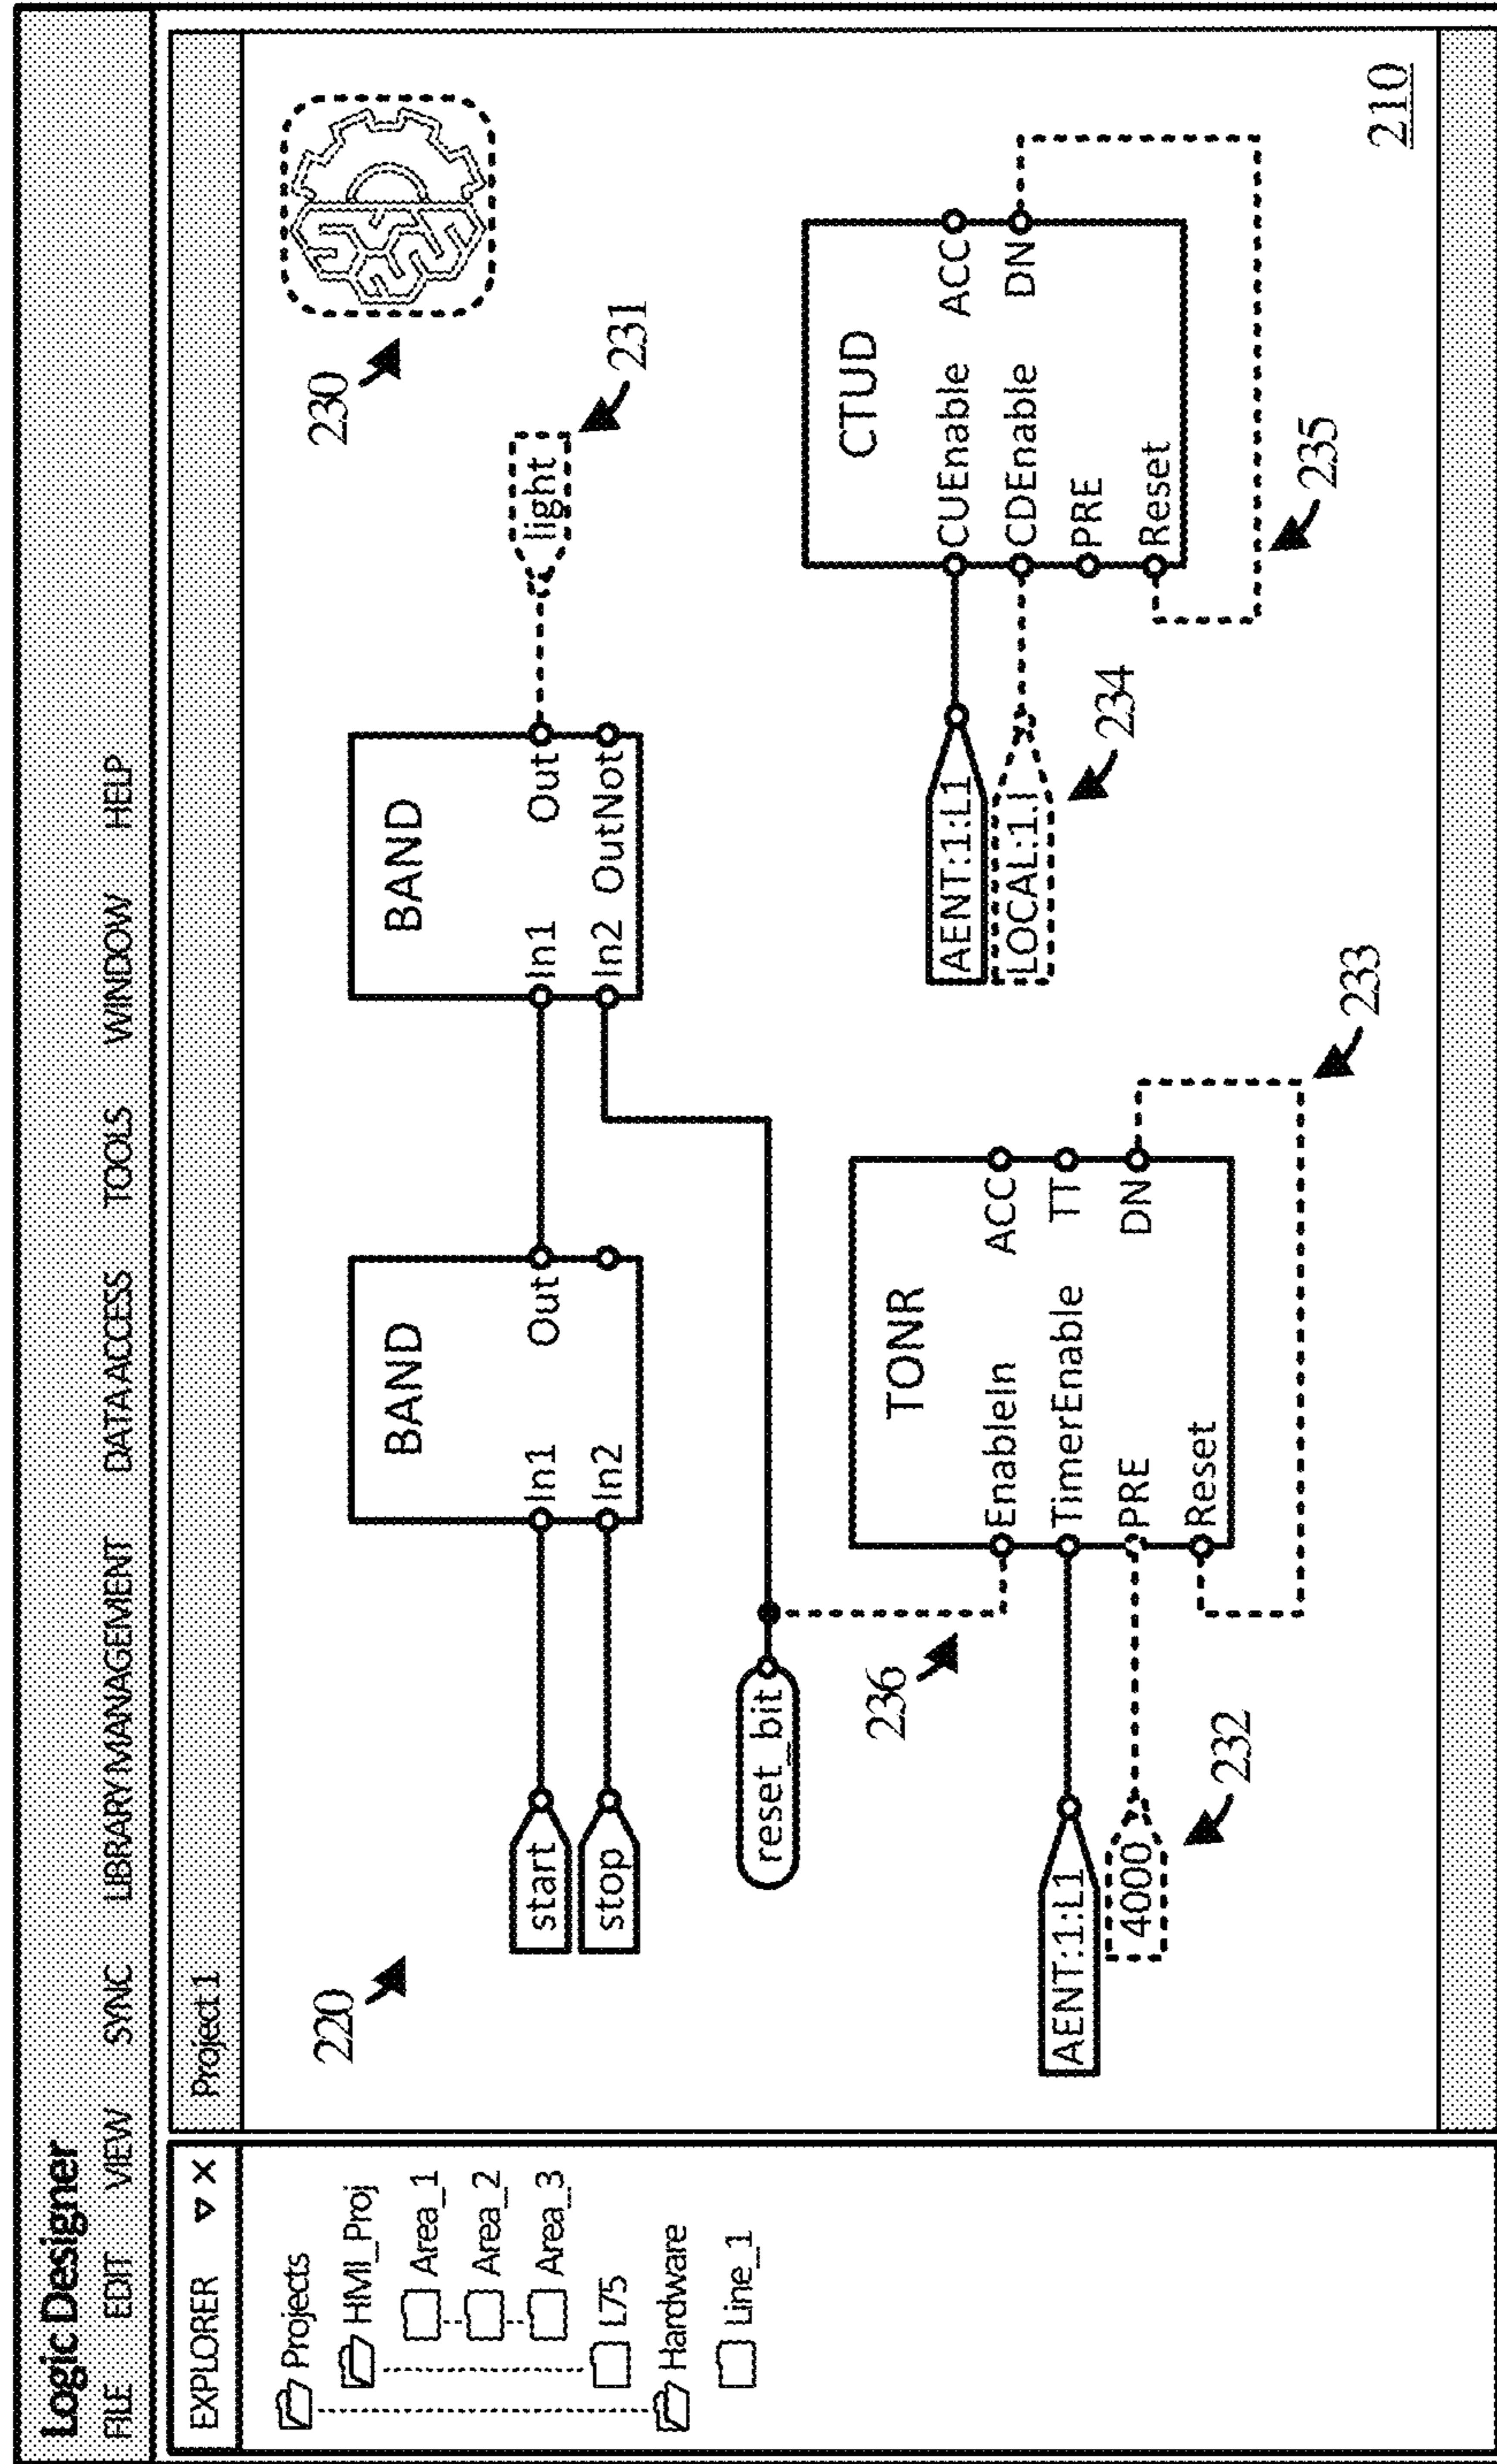 Logic Designer
FILE EDIT VIEW SYNC LIBRARY MANAGEMENT DATA ACCESS TOOLS WINDOW HELP
EXPLORER ▿ ×
Projects
HMI_Proj
Area_1
Area_2
Area_3
L75
Hardware
Line_1
Project 1
220
230
BAND
In1 Out
In2
BAND
In1 Out
In2 OutNot
start
stop
light
231
reset_bit
236
TONR
EnableIn ACC
TimerEnable TT
PRE DN
Reset
AENT:1:L1
4000
232
233
CTUD
CUEnable ACC
CDEnable DN
PRE
Reset
AENT:1:L1
LOCAL:1.I
234
235
210